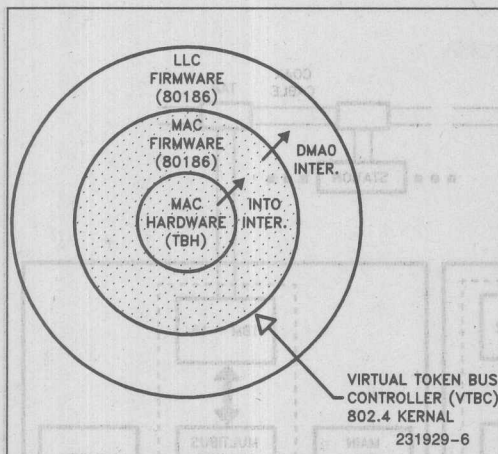 LLC
FIRMWARE
(80186)
MAC
FIRMWARE
(80186)
DMA0
INTER.
MAC
HARDWARE
(TBH)
INTO
INTER.
VIRTUAL TOKEN BUS
CONTROLLER (VTBC)
802.4 KERNAL
231929-6